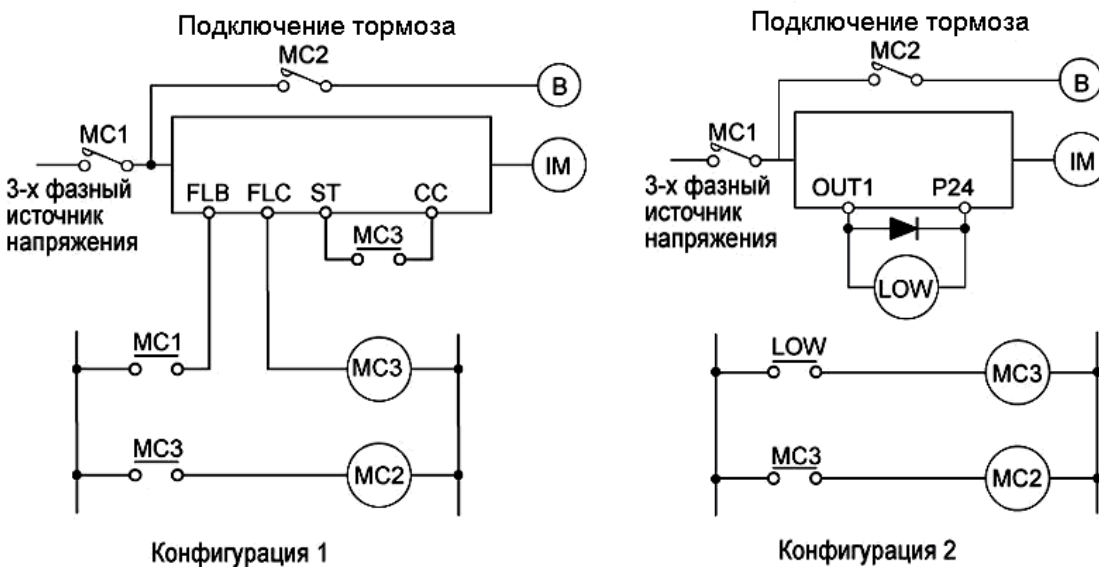 Подключение тормоза
MC2
B
MC1
IM
3-х фазный
источник
напряжения
FLB FLC ST CC
MC3
MC1
MC3
MC3
MC2
Конфигурация 1
Подключение тормоза
MC2
B
MC1
IM
3-х фазный
источник
напряжения
OUT1 P24
LOW
LOW
MC3
MC3
MC2
Конфигурация 2